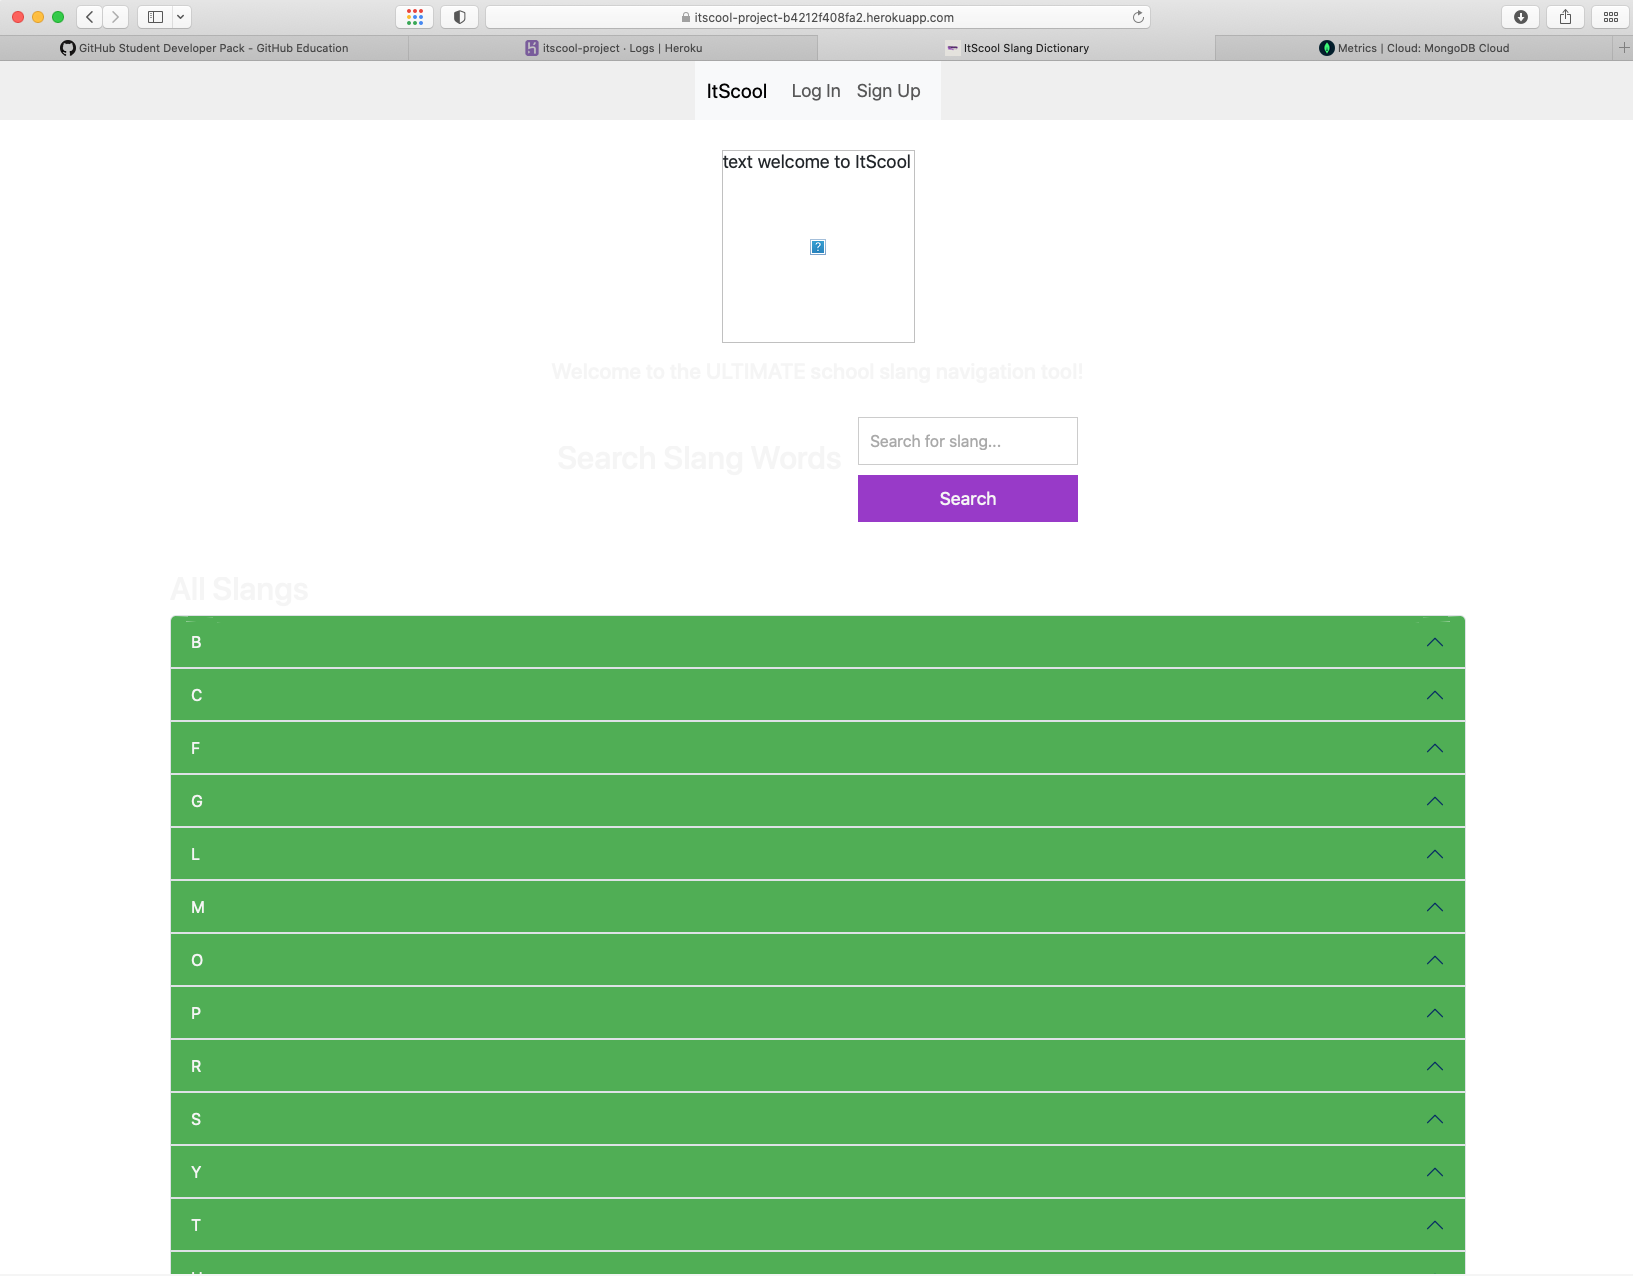 itscool-project-b4212f408fa2.herokuapp.com
GitHub Student Developer Pack - GitHub Education
itscool-project · Logs | Heroku
ItScool Slang Dictionary
Metrics | Cloud: MongoDB Cloud
ItScool Log In Sign Up
text welcome to ItScool
Welcome to the ULTIMATE school slang navigation tool!
Search for slang...
Search Slang Words
Search
All Slangs
B
C
F
G
L
M
O
P
R
S
Y
T